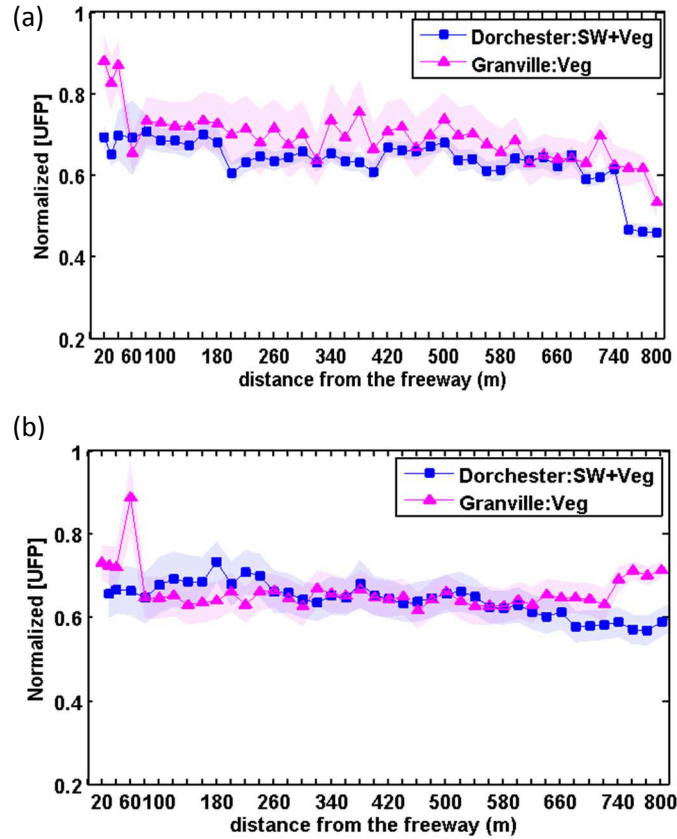 (a)
Normalized [UFP]
1
0.8
0.6
0.4
0.2
Dorchester:SW+Veg
Granville:Veg
20 60 100 180 260 340 420 500 580 660 740 800
distance from the freeway (m)
(b)
Normalized [UFP]
1
0.8
0.6
0.4
0.2
Dorchester:SW+Veg
Granville:Veg
20 60 100 180 260 340 420 500 580 660 740 800
distance from the freeway (m)